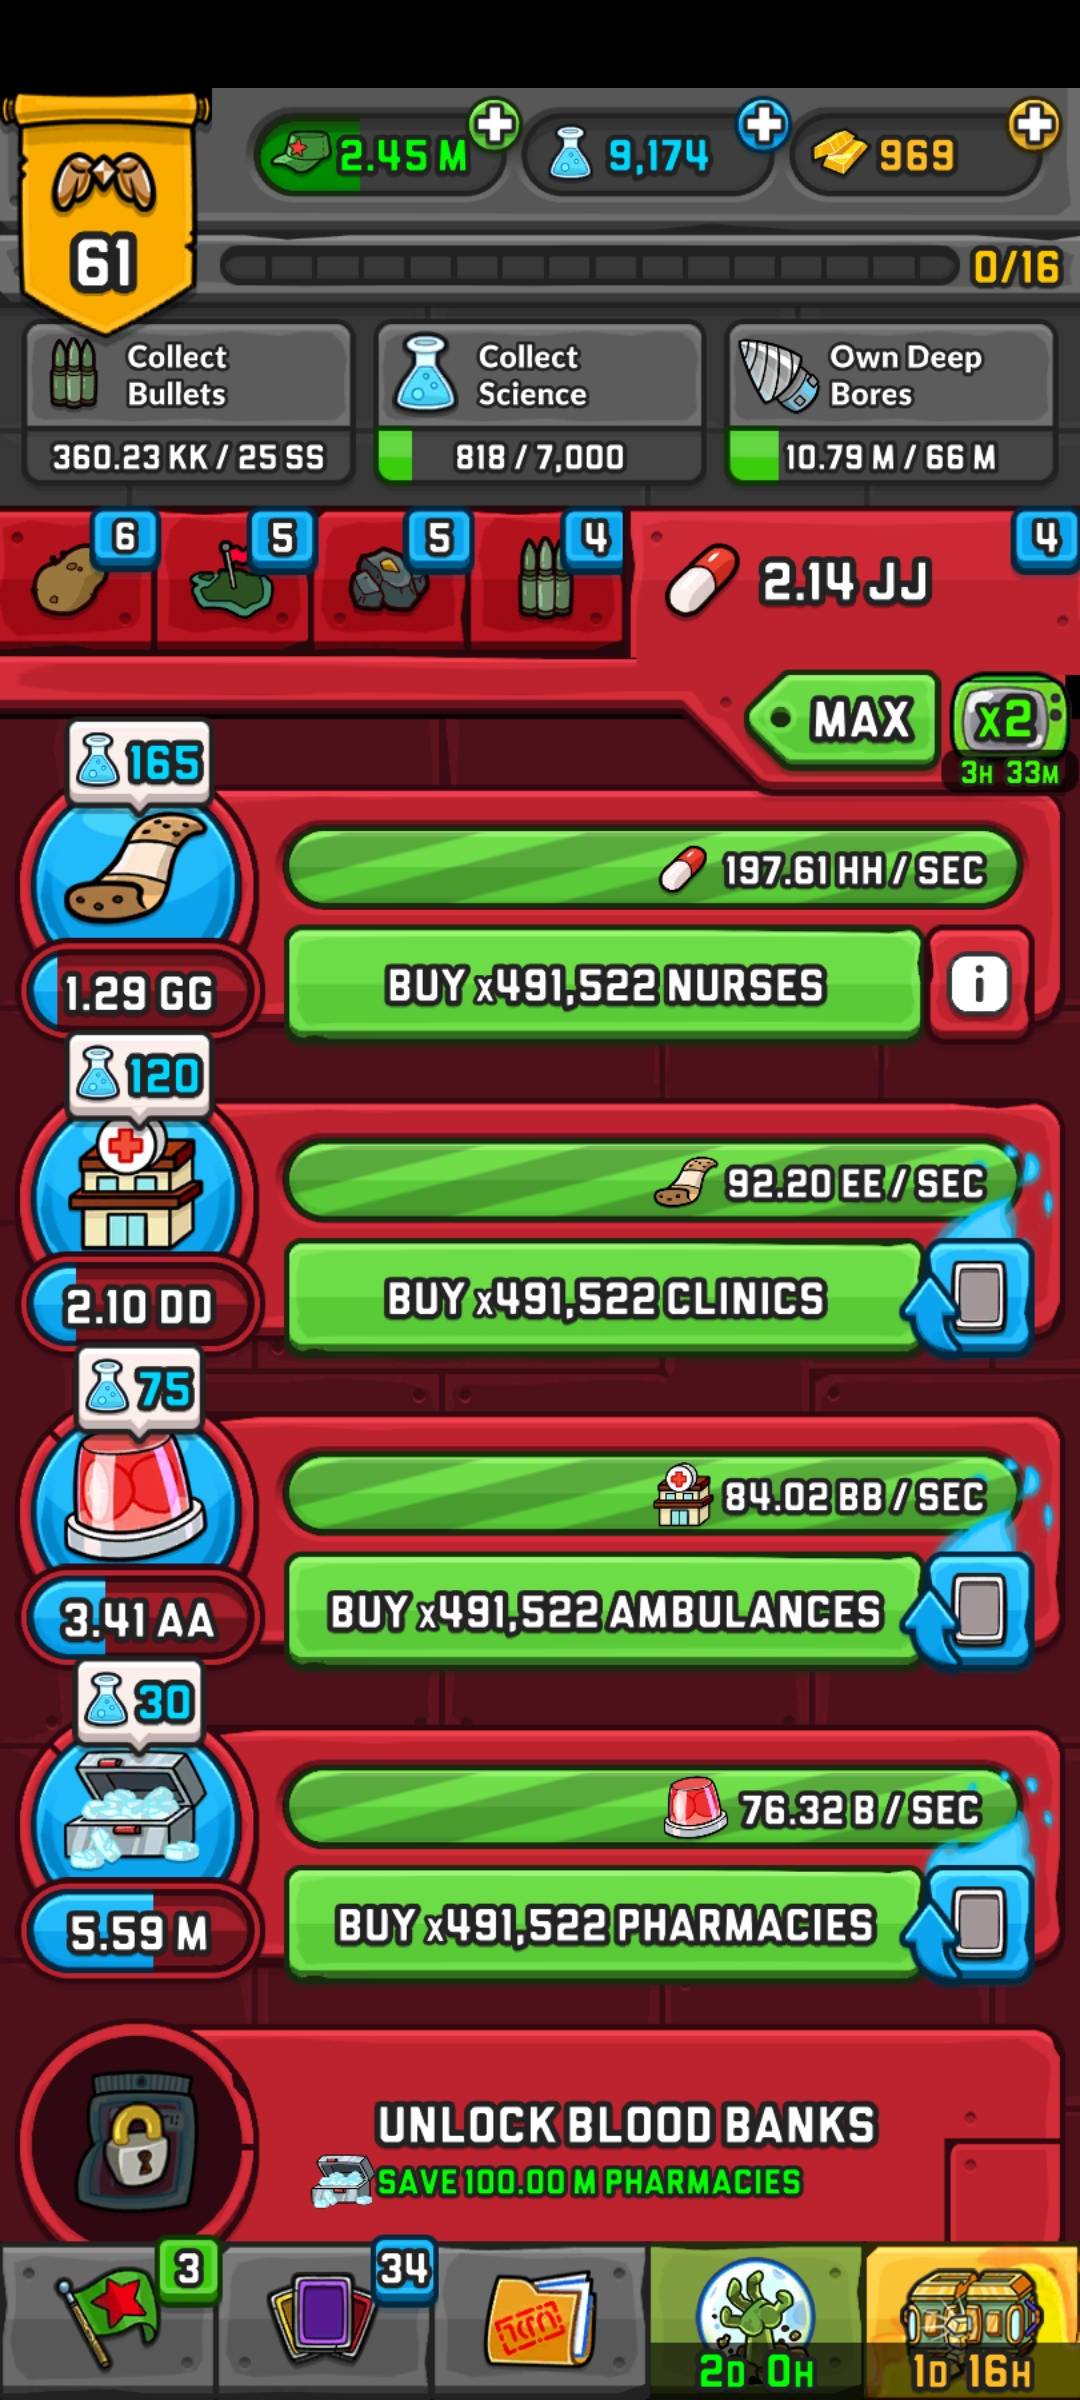 2.45 M
9,174
969
61
0/16
Collect
Bullets
360.23 KK / 25 SS
Collect
Science
818 / 7,000
Own Deep
Bores
10.79 M / 66 M
6
5
5
4
2.14 JJ
4
MAX
x2
3H 33M
165
197.61 HH / SEC
1.29 GG
BUY x491,522 NURSES
i
120
92.20 EE / SEC
2.10 DD
BUY x491,522 CLINICS
75
84.02 BB / SEC
3.41 AA
BUY x491,522 AMBULANCES
30
76.32 B / SEC
5.59 M
BUY x491,522 PHARMACIES
UNLOCK BLOOD BANKS
SAVE 100.00 M PHARMACIES
3
34
2D 0H
1D 16H